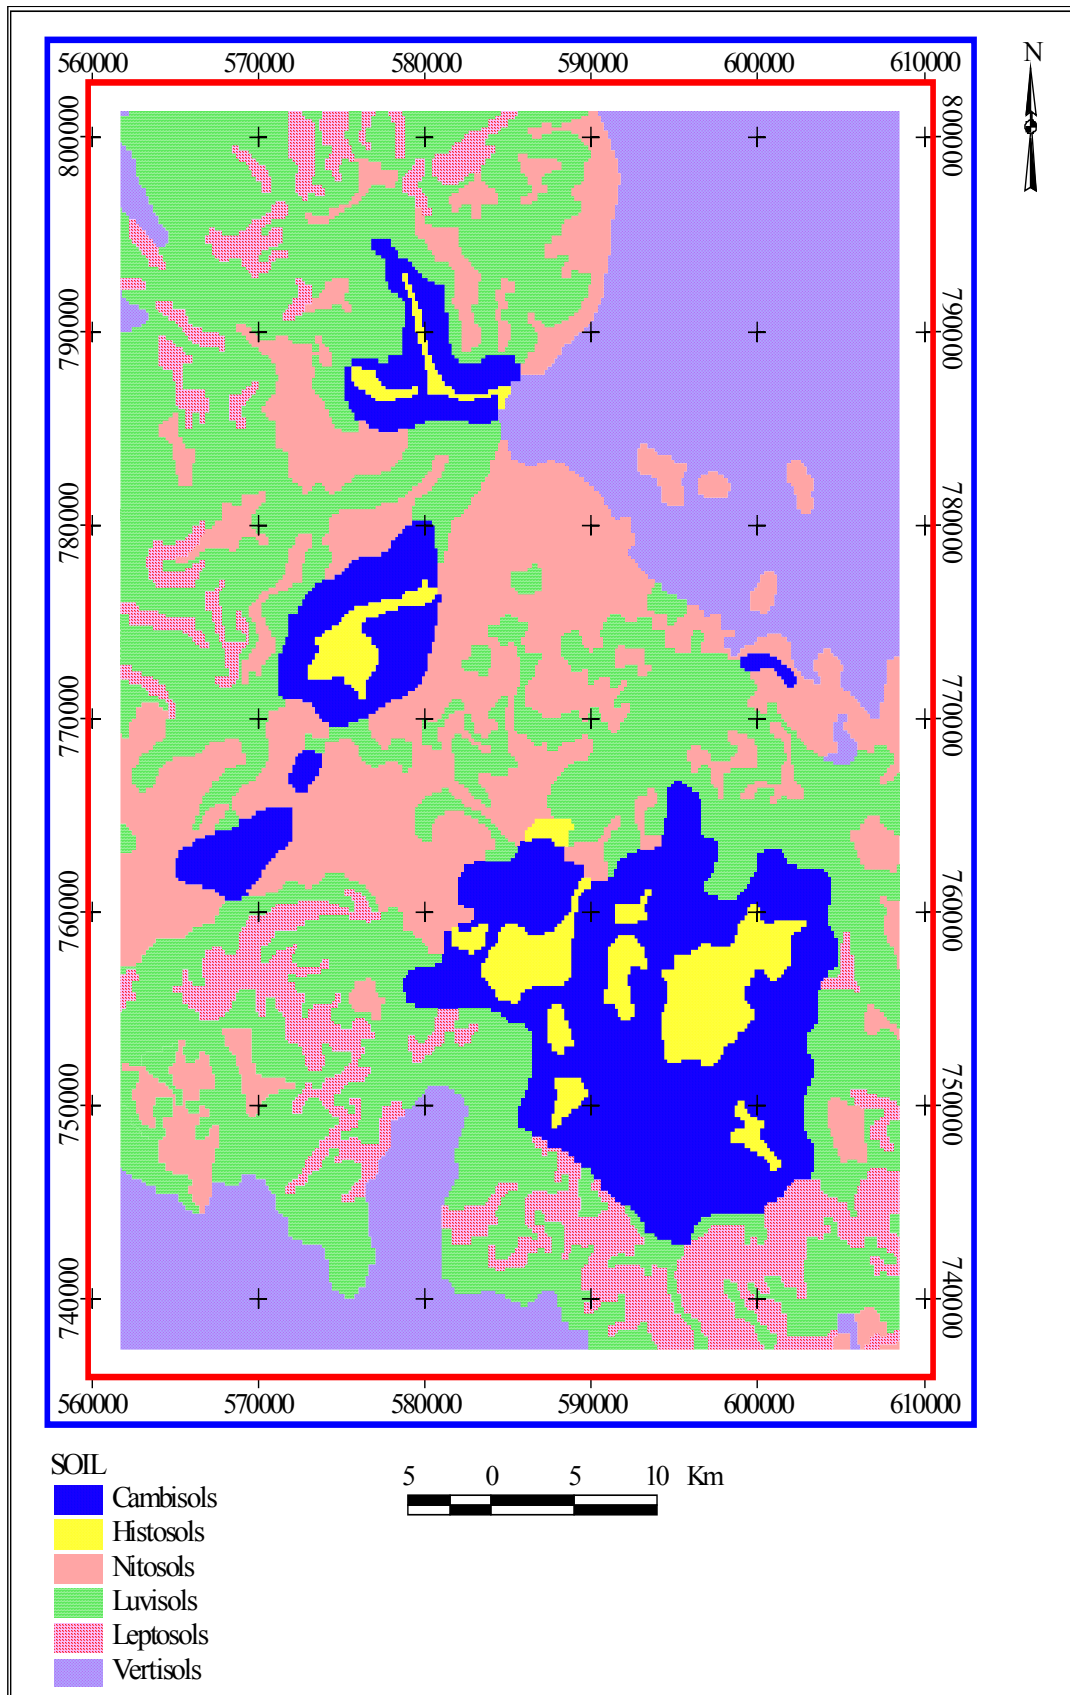 N
560000 570000 580000 590000 600000 610000
800000 800000
790000 790000
780000 780000
770000 770000
760000 760000
750000 750000
740000 740000
560000 570000 580000 590000 600000 610000
SOIL
5 0 5 10 Km
Cambisols
Histosols
Nitosols
Luvisols
Leptosols
Vertisols